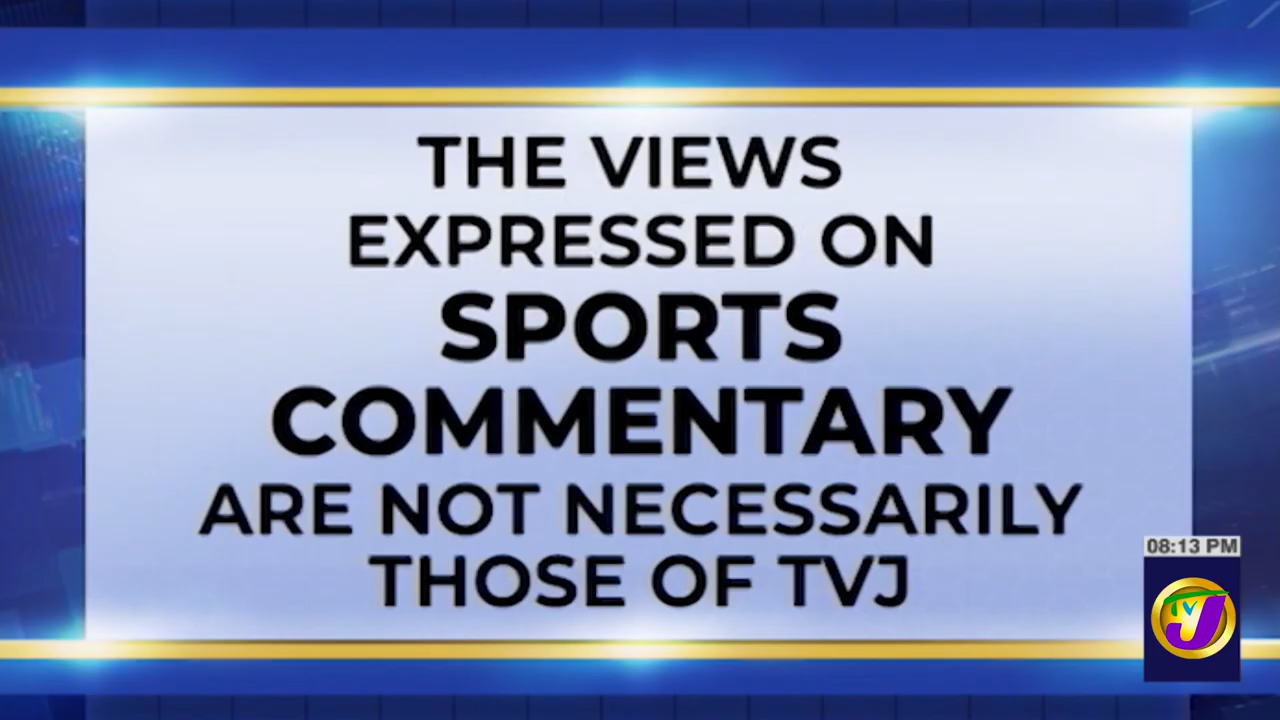 THE VIEWS
EXPRESSED ON
SPORTS
COMMENTARY
ARE NOT NECESSARILY
THOSE OF TVJ
08:13 PM
TVJ